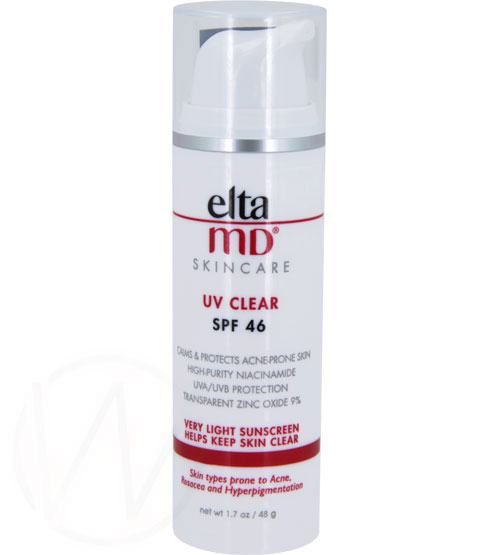 elta
MD®
SKINCARE
UV CLEAR
SPF 46
CALMS & PROTECTS ACNE-PRONE SKIN
HIGH-PURITY NIACINAMIDE
UVA/UVB PROTECTION
TRANSPARENT ZINC OXIDE 9%
VERY LIGHT SUNSCREEN
HELPS KEEP SKIN CLEAR
Skin types prone to Acne,
Rosacea and Hyperpigmentation
net wt 1.7 oz / 48 g
W